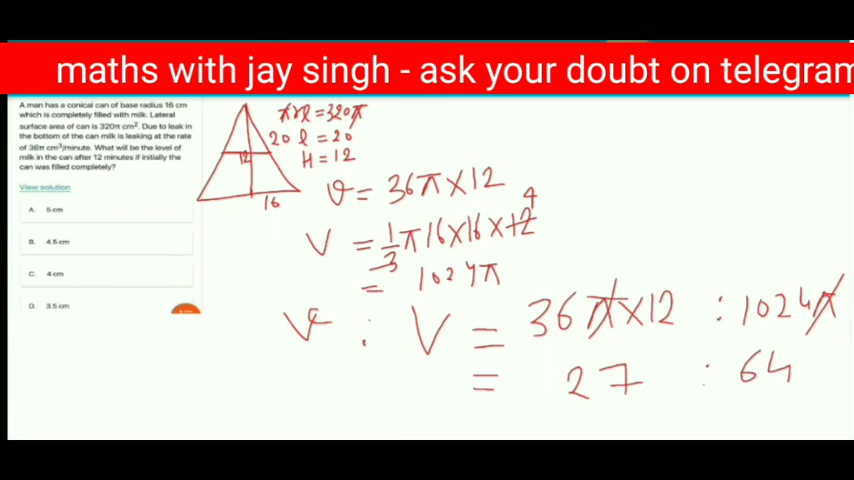 maths with jay singh - ask your doubt on telegram
A man has a conical can of base radius 16 cm
which is completely filled with milk. Lateral
surface area of can is 320π cm². Due to leak in
the bottom of the can milk is leaking at the rate
of 36π cm³/minute. What will be the level of
milk in the can after 12 minutes if initially the
can was filled completely?
View solution
A. 5 cm
B. 4.5 cm
C. 4 cm
D. 3.5 cm
πrl = 320π
20 l = 20
H = 12
12
16
v = 36π × 12
4
V = 1/3 π 16 × 16 × 12
= 1024π
v : V = 36π × 12 : 1024π
= 27 : 64